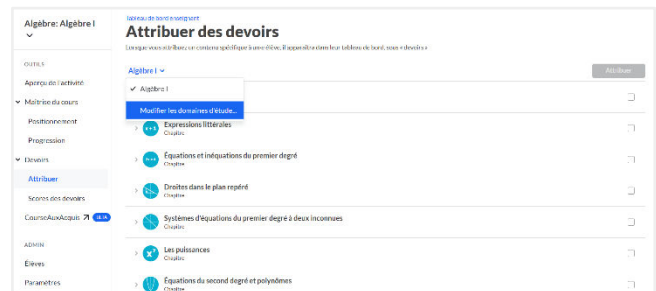 Algèbre: Algèbre I
OUTILS
Aperçu de l'activité
Maîtrise du cours
Positionnement
Progression
Devoirs
Attribuer
Scores des devoirs
CourseAuxAcquis
ADMIN
Élèves
Paramètres
Tableau de bord enseignant
Attribuer des devoirs
Lorsque vous attribuez un contenu spécifique à un·e élève, il apparaîtra dans leur tableau de bord, sous « devoirs »
Algèbre I
Attribuer
Algèbre I
Modifier les domaines d'étude...
Expressions littérales
Chapitre
Équations et inéquations du premier degré
Chapitre
Droites dans le plan repéré
Chapitre
Systèmes d'équations du premier degré à deux inconnues
Chapitre
Les puissances
Chapitre
Équations du second degré et polynômes
Chapitre